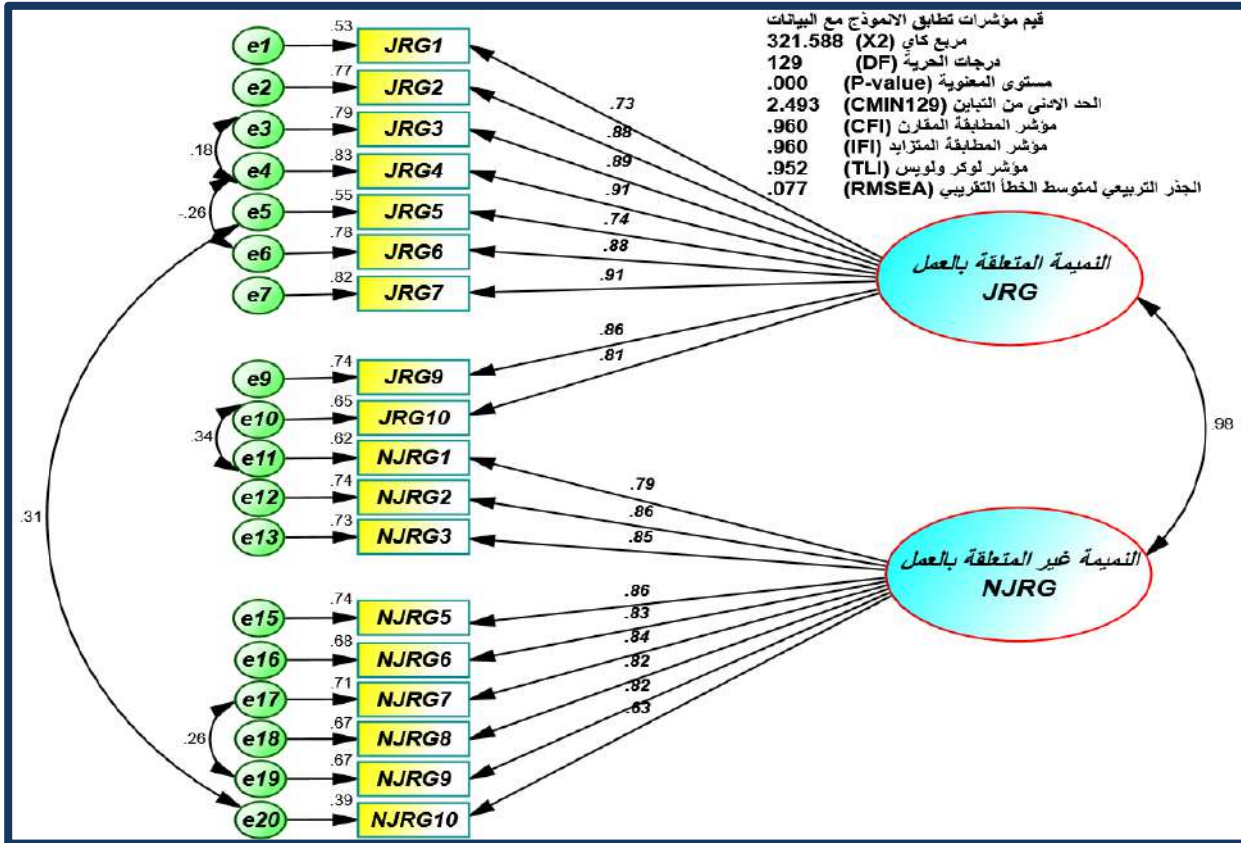 قيم مؤشرات تطابق الانموذج مع البيانات
مربع كاي (X2) 321.588
درجات الحرية (DF) 129
مستوى المعنوية (P-value) .000
الحد الادنى من التباين (CMIN129) 2.493
مؤشر المطابقة المقارن (CFI) .960
مؤشر المطابقة المتزايد (IFI) .960
مؤشر لوكر ولويس (TLI) .952
الجذر التربيعي لمتوسط الخطأ التقريبي (RMSEA) .077
e1 .53 JRG1 .73
e2 .77 JRG2 .88
e3 .79 JRG3 .89
.18
e4 .83 JRG4 .91
-.26
e5 .55 JRG5 .74
e6 .78 JRG6 .88
e7 .82 JRG7 .91
النميمة المتعلقة بالعمل
JRG
e9 .74 JRG9 .86
e10 .65 JRG10 .81
.34
e11 .62 NJRG1 .79
.98
e12 .74 NJRG2 .86
.31
e13 .73 NJRG3 .85
النميمة غير المتعلقة بالعمل
NJRG
e15 .74 NJRG5 .86
e16 .68 NJRG6 .83
e17 .71 NJRG7 .84
e18 .67 NJRG8 .82
.26
e19 .67 NJRG9 .82
e20 .39 NJRG10 .63